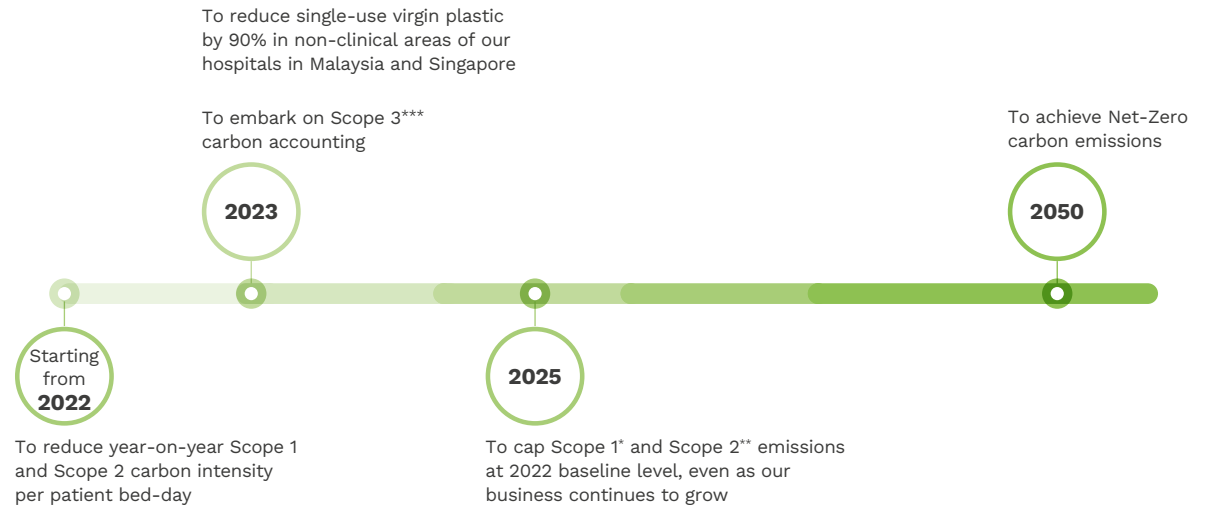 To reduce single-use virgin plastic
by 90% in non-clinical areas of our
hospitals in Malaysia and Singapore
To embark on Scope 3***
carbon accounting
2023
To achieve Net-Zero
carbon emissions
2050
Starting
from
2022
To reduce year-on-year Scope 1
and Scope 2 carbon intensity
per patient bed-day
2025
To cap Scope 1* and Scope 2** emissions
at 2022 baseline level, even as our
business continues to grow